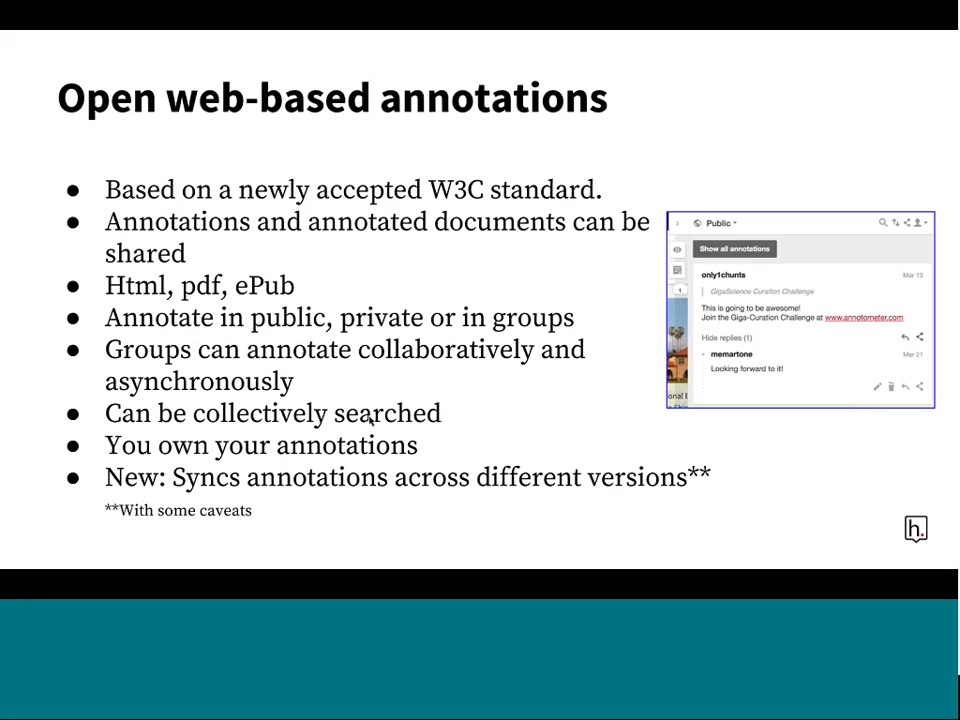 Open web-based annotations
● Based on a newly accepted W3C standard.
● Annotations and annotated documents can be
shared
● Html, pdf, ePub
● Annotate in public, private or in groups
● Groups can annotate collaboratively and
asynchronously
● Can be collectively searched
● You own your annotations
● New: Syncs annotations across different versions**
**With some caveats
Public
Show all annotations
1
only1chunts Mar 13
GigaScience Curation Challenge
This is going to be awesome!
Join the Giga-Curation Challenge at www.annotometer.com
Hide replies (1)
memartone Mar 21
Looking forward to it!
h.